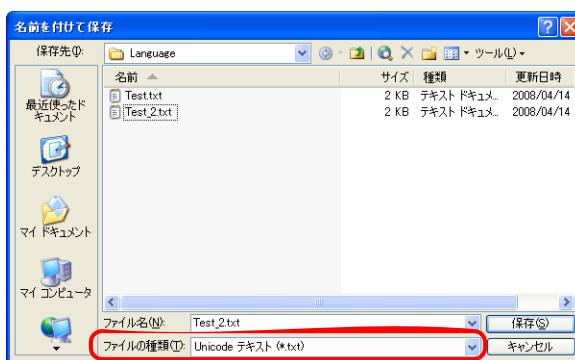 名前を付けて保存
保存先(I):
Language
ツール(L)
名前
サイズ
種類
更新日時
Test.txt
2 KB
テキスト ドキュメ...
2008/04/14
Test_2.txt
2 KB
テキスト ドキュメ...
2008/04/14
最近使ったド
キュメント
デスクトップ
マイ ドキュメント
マイ コンピュータ
ファイル名(N):
Test_2.txt
保存(S)
ファイルの種類(T):
Unicode テキスト (*.txt)
キャンセル